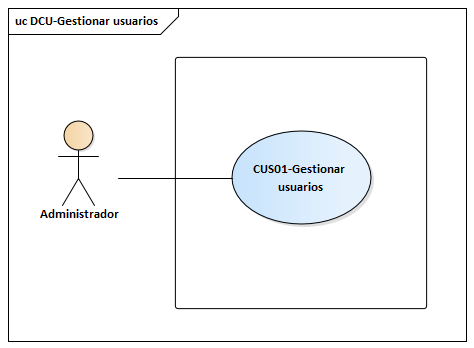 uc DCU-Gestionar usuarios
CUS01-Gestionar
usuarios
Administrador